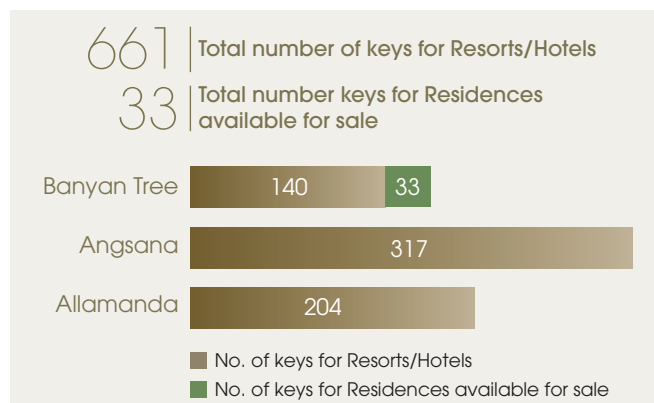 661 Total number of keys for Resorts/Hotels
33 Total number keys for Residences
available for sale
Banyan Tree 140 33
Angsana 317
Allamanda 204
No. of keys for Resorts/Hotels
No. of keys for Residences available for sale